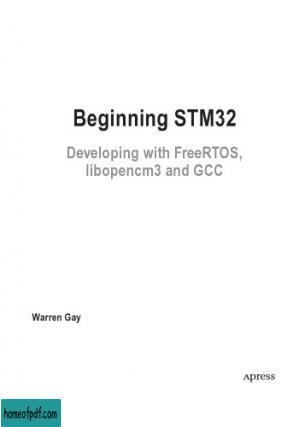 Beginning STM32
Developing with FreeRTOS,
libopencm3 and GCC
Warren Gay
Apress
homeofpdf.com